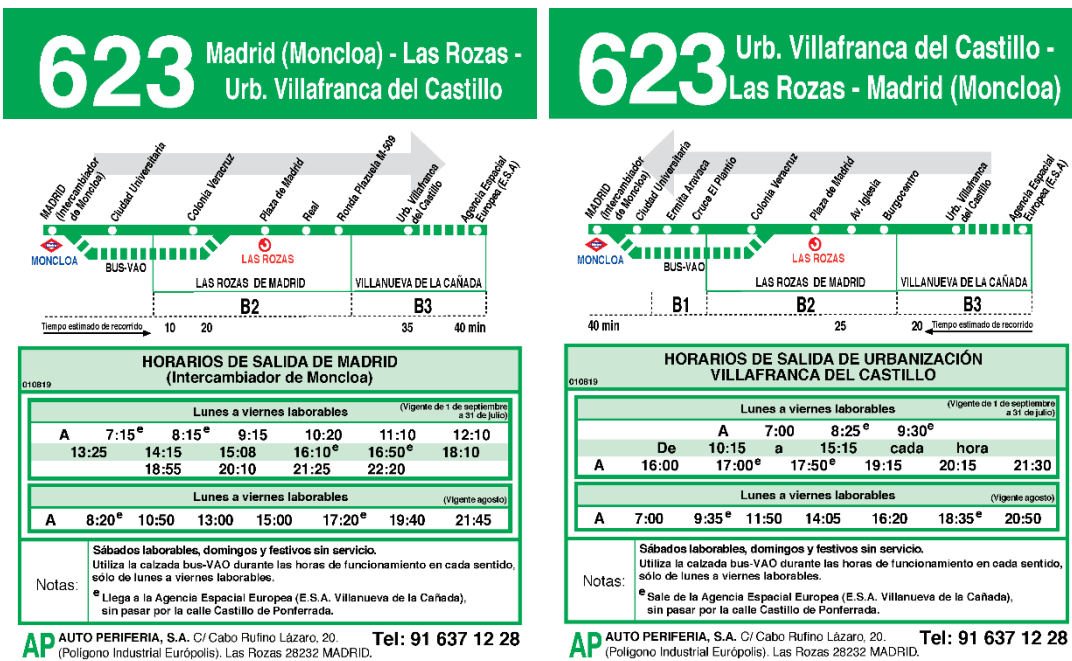 623
Madrid (Moncloa) - Las Rozas -
Urb. Villafranca del Castillo
MADRID
(Intercambiador
de Moncloa)
Ciudad Universitaria
Colonia Veracruz
Plaza de Madrid
Real
Ronda Plazuela M-509
Urb. Villafranca
del Castillo
Agencia Espacial
Europea (E.S.A)
MONCLOA
BUS-VAO
LAS ROZAS
LAS ROZAS DE MADRID
VILLANUEVA DE LA CAÑADA
B2 B3
Tiempo estimado de recorrido 10 20 35 40 min
HORARIOS DE SALIDA DE MADRID
(Intercambiador de Moncloa)
010819
Lunes a viernes laborables (Vigente de 1 de septiembre
a 31 de julio)
A 7:15e 8:15e 9:15 10:20 11:10 12:10
13:25 14:15 15:08 16:10e 16:50e 18:10
18:55 20:10 21:25 22:20
Lunes a viernes laborables (Vigente agosto)
A 8:20e 10:50 13:00 15:00 17:20e 19:40 21:45
Notas:
Sábados laborables, domingos y festivos sin servicio.
Utiliza la calzada bus-VAO durante las horas de funcionamiento en cada sentido,
sólo de lunes a viernes laborables.
e Llega a la Agencia Espacial Europea (E.S.A. Villanueva de la Cañada),
sin pasar por la calle Castillo de Ponferrada.
AP AUTO PERIFERIA, S.A. C/ Cabo Rufino Lázaro, 20. Tel: 91 637 12 28
(Polígono Industrial Európolis). Las Rozas 28232 MADRID.
623
Urb. Villafranca del Castillo -
Las Rozas - Madrid (Moncloa)
MADRID
(Intercambiador
de Moncloa)
Ciudad Universitaria
Ermita Aravaca
Cruce El Plantío
Colonia Veracruz
Plaza de Madrid
Av. Iglesia
Burgocentro
Urb. Villafranca
del Castillo
Agencia Espacial
Europea (E.S.A)
MONCLOA
BUS-VAO
LAS ROZAS
LAS ROZAS DE MADRID
VILLANUEVA DE LA CAÑADA
B1 B2 B3
40 min 25 20 Tiempo estimado de recorrido
HORARIOS DE SALIDA DE URBANIZACIÓN
VILLAFRANCA DEL CASTILLO
010819
Lunes a viernes laborables (Vigente de 1 de septiembre
a 31 de julio)
A 7:00 8:25e 9:30e
De 10:15 a 15:15 cada hora
A 16:00 17:00e 17:50e 19:15 20:15 21:30
Lunes a viernes laborables (Vigente agosto)
A 7:00 9:35e 11:50 14:05 16:20 18:35e 20:50
Notas:
Sábados laborables, domingos y festivos sin servicio.
Utiliza la calzada bus-VAO durante las horas de funcionamiento en cada sentido,
sólo de lunes a viernes laborables.
e Sale de la Agencia Espacial Europea (E.S.A. Villanueva de la Cañada),
sin pasar por la calle Castillo de Ponferrada.
AP AUTO PERIFERIA, S.A. C/ Cabo Rufino Lázaro, 20. Tel: 91 637 12 28
(Polígono Industrial Európolis). Las Rozas 28232 MADRID.